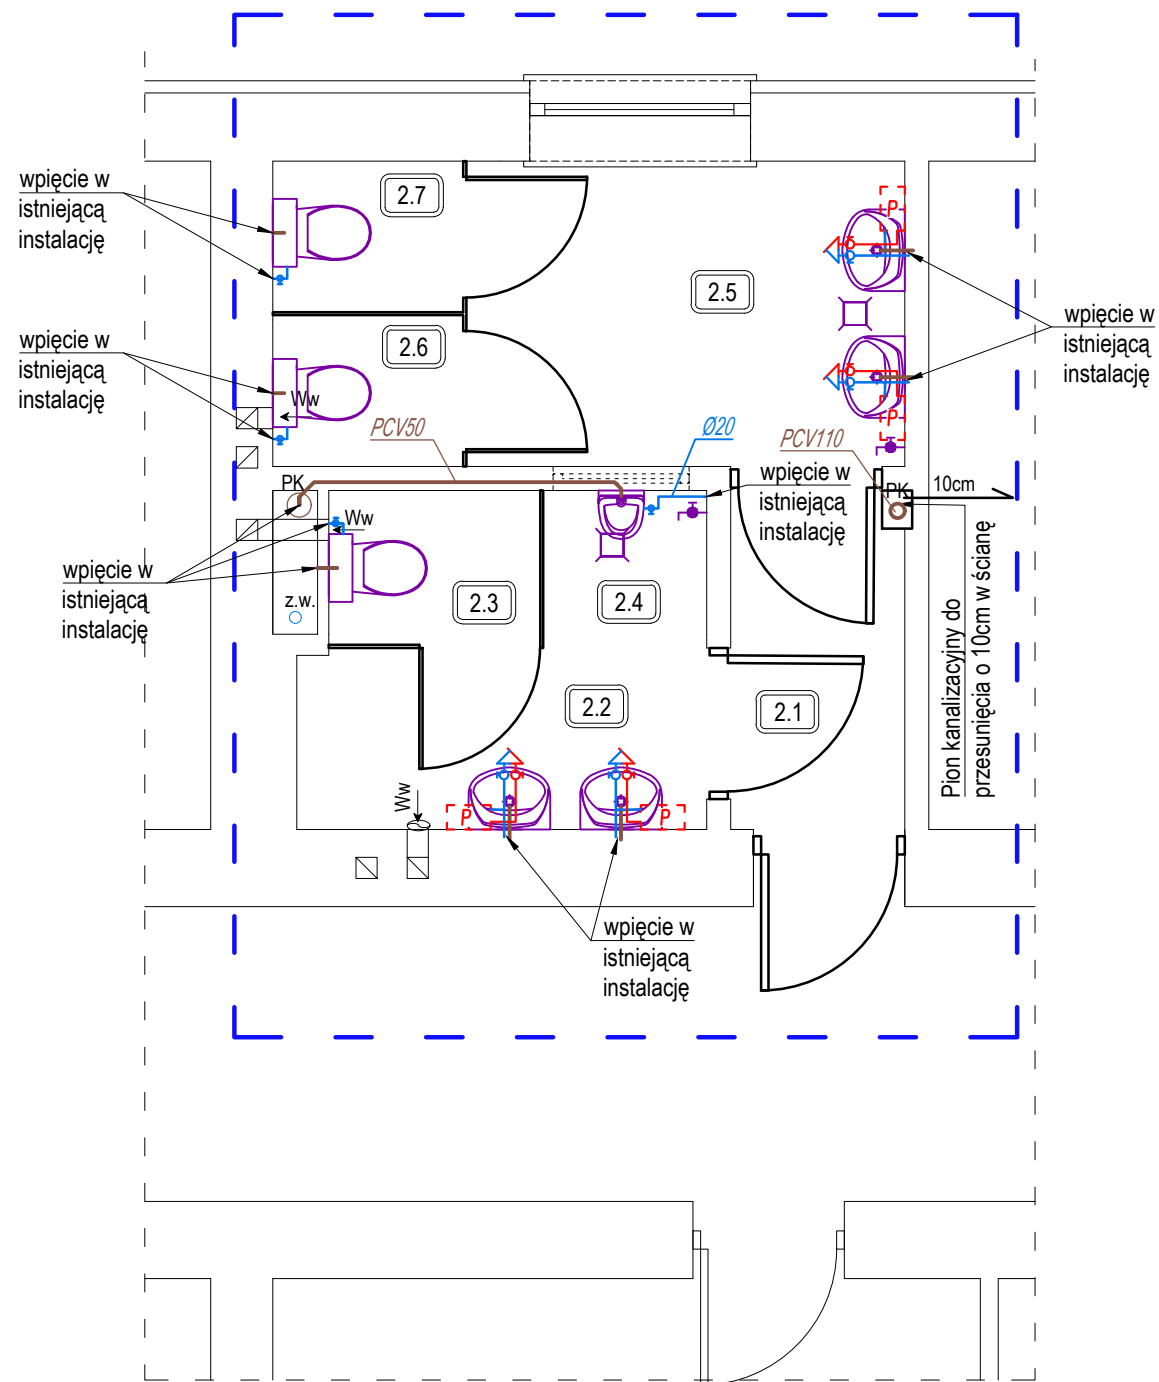 wpięcie w
istniejącą
instalację
2.7
P
2.5
wpięcie w
istniejącą
instalację
wpięcie w
istniejącą
instalację
2.6
Ww
P
PCV50
Ø20
PCV110
wpięcie w
istniejącą
instalację
PK
PK
10cm
Ww
wpięcie w
istniejącą
instalację
z.w.
2.3
2.4
2.2
2.1
Pion kanalizacyjny do
przesunięcia o 10cm w ścianę
Ww
P
P
wpięcie w
istniejącą
instalację